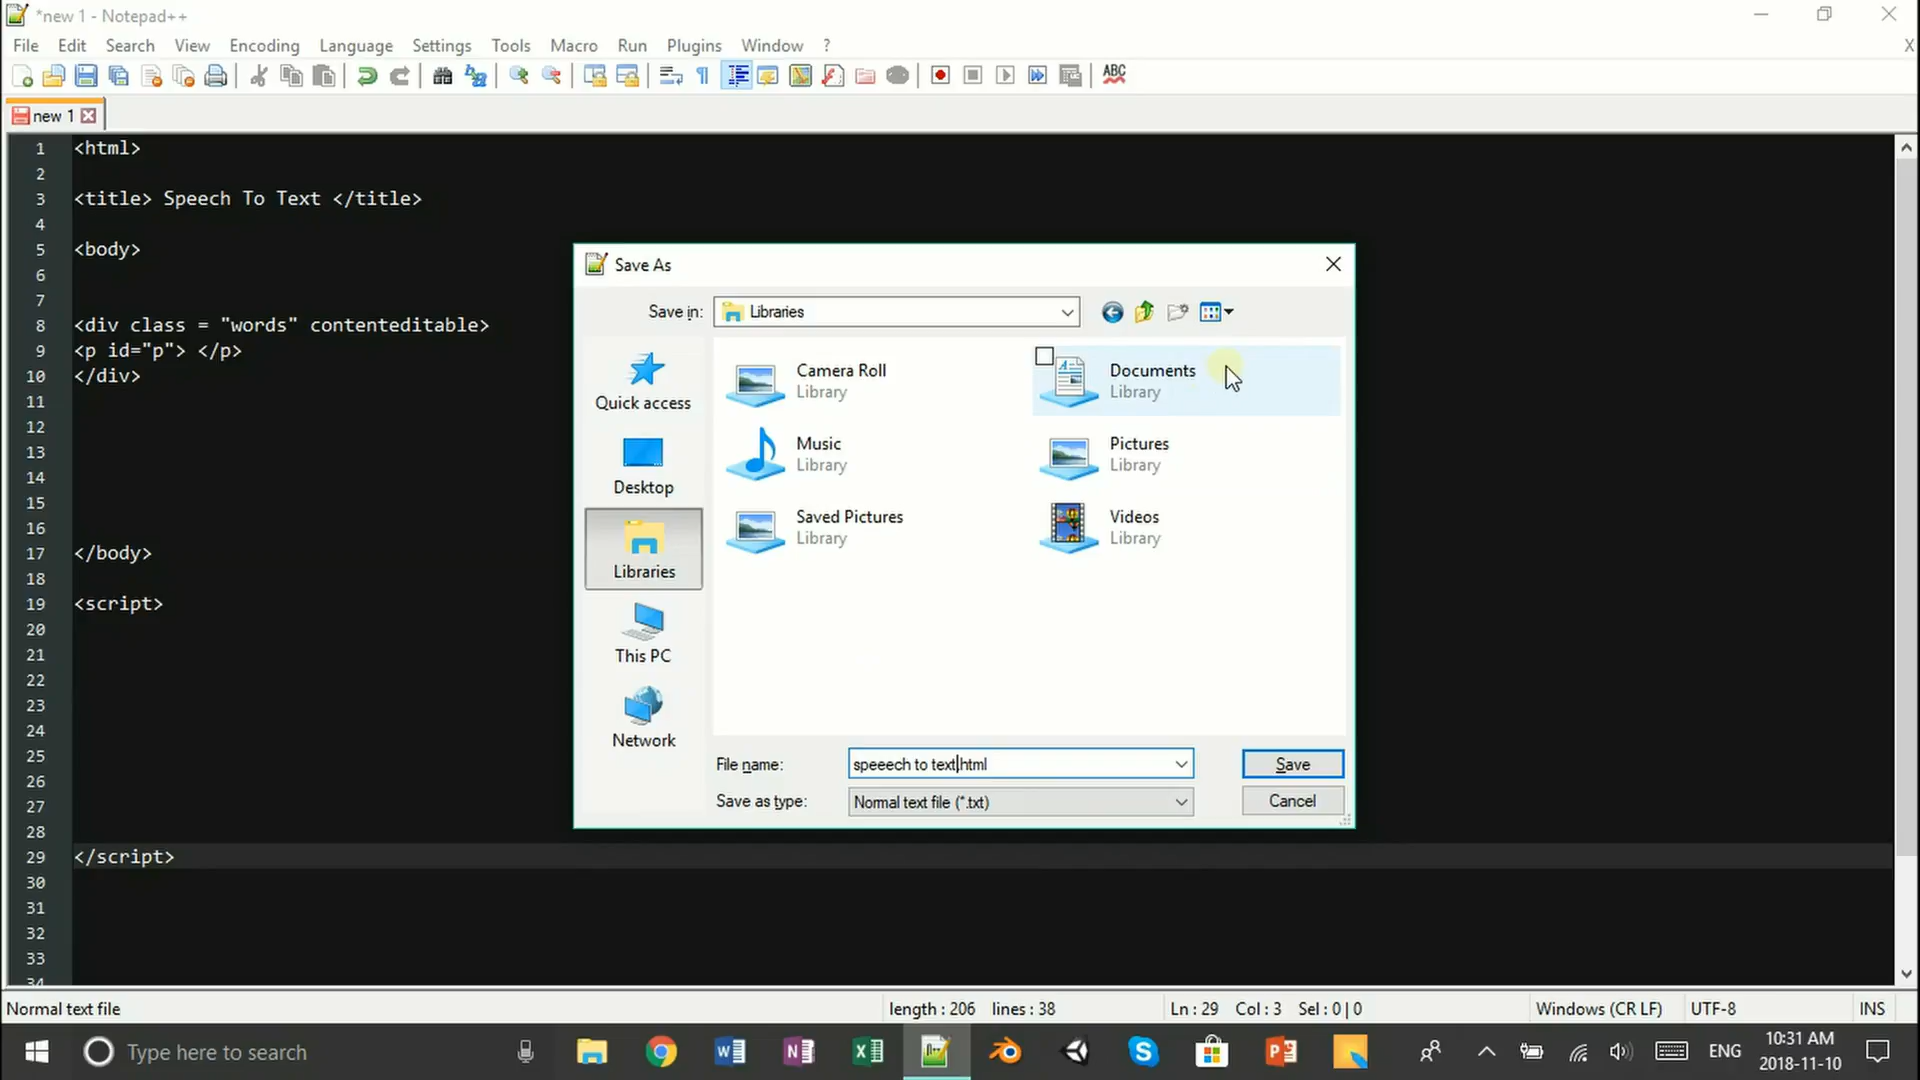 *new 1 - Notepad++
File Edit Search View Encoding Language Settings Tools Macro Run Plugins Window ?
X
ABC
new 1
1 <html>
2
3 <title> Speech To Text </title>
4
5 <body>
6
7
8 <div class = "words" contenteditable>
9 <p id="p"> </p>
10 </div>
11
12
13
14
15
16
17 </body>
18
19 <script>
20
21
22
23
24
25
26
27
28
29 </script>
30
31
32
33
34
Save As
Save in: Libraries
Quick access
Desktop
Libraries
This PC
Network
Camera Roll
Library
Documents
Library
Music
Library
Pictures
Library
Saved Pictures
Library
Videos
Library
File name: speeech to text.html Save
Save as type: Normal text file (*.txt) Cancel
Normal text file length : 206 lines : 38 Ln : 29 Col : 3 Sel : 0 | 0 Windows (CR LF) UTF-8 INS
Type here to search
ENG
10:31 AM
2018-11-10